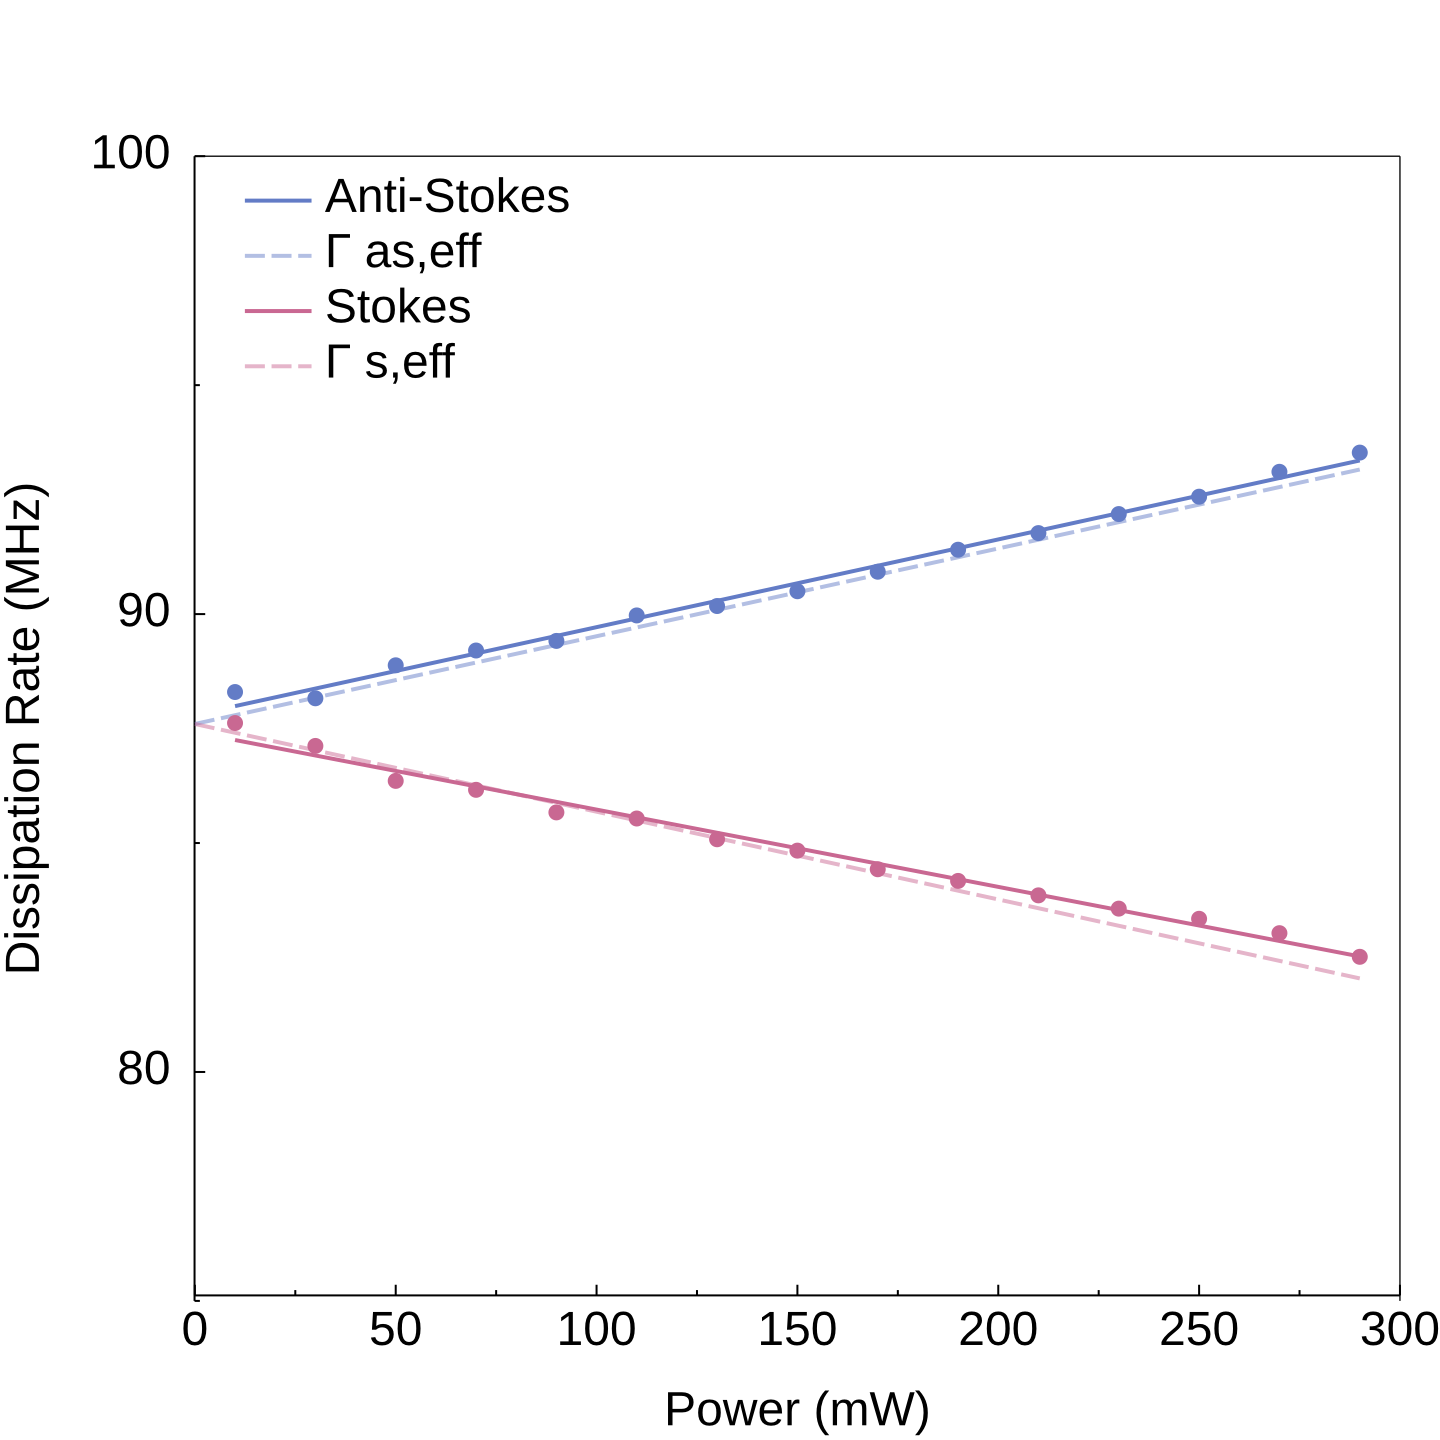 100
Anti-Stokes
Γ as,eff
Stokes
Γ s,eff
90
80
Dissipation Rate (MHz)
0 50 100 150 200 250 300
Power (mW)